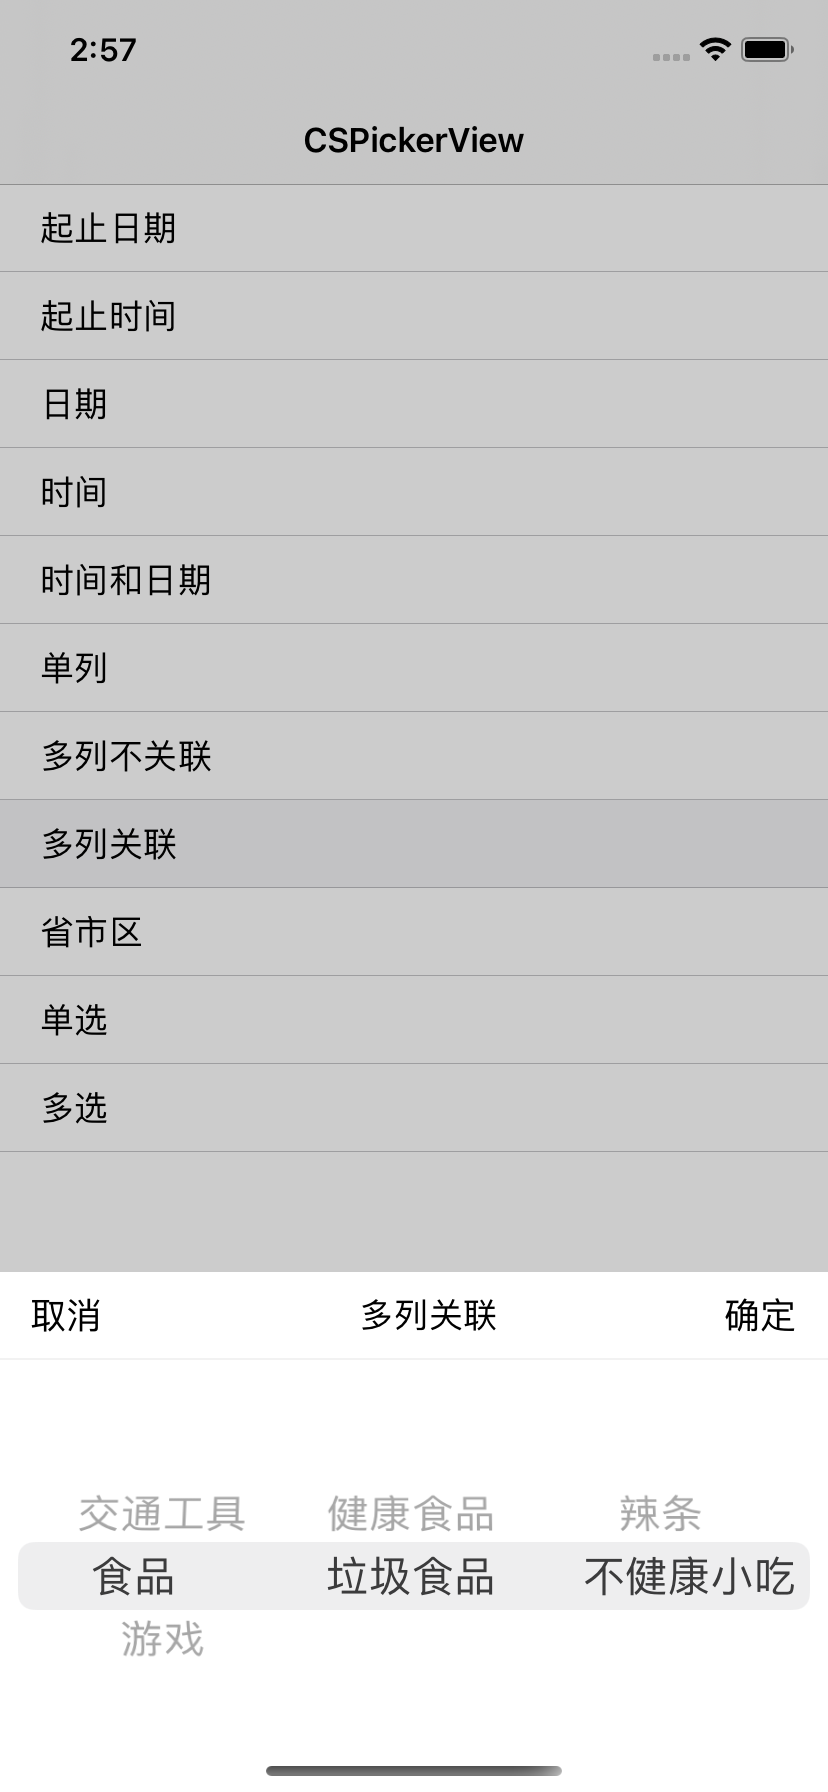 2:57
CSPickerView
起止日期
起止时间
日期
时间
时间和日期
单列
多列不关联
多列关联
省市区
单选
多选
取消 多列关联 确定
交通工具 健康食品 辣条
食品 垃圾食品 不健康小吃
游戏